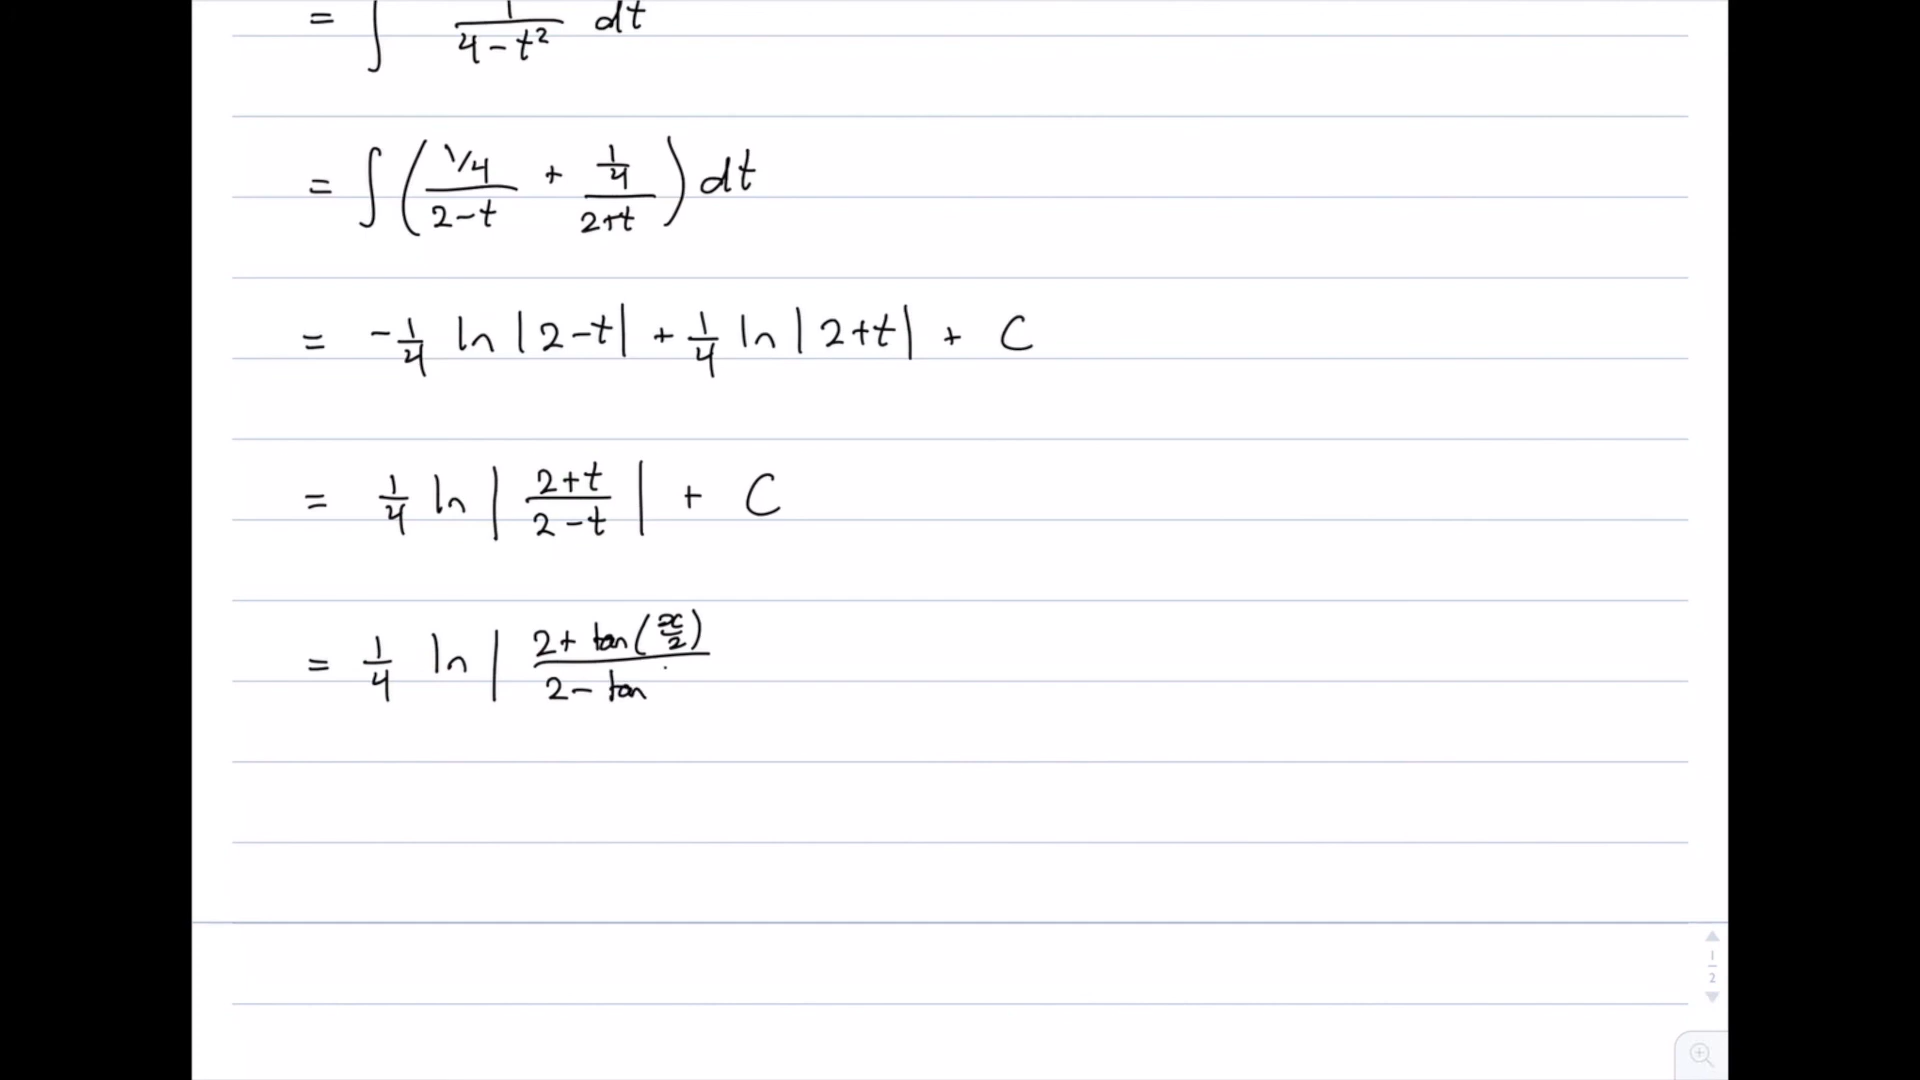 = ∫ 1/(4-t²) dt
= ∫ ( (1/4)/(2-t) + (1/4)/(2+t) ) dt
= -1/4 ln |2-t| + 1/4 ln |2+t| + C
= 1/4 ln | (2+t)/(2-t) | + C
= 1/4 ln | (2+ tan(x/2))/(2- tan
1/2